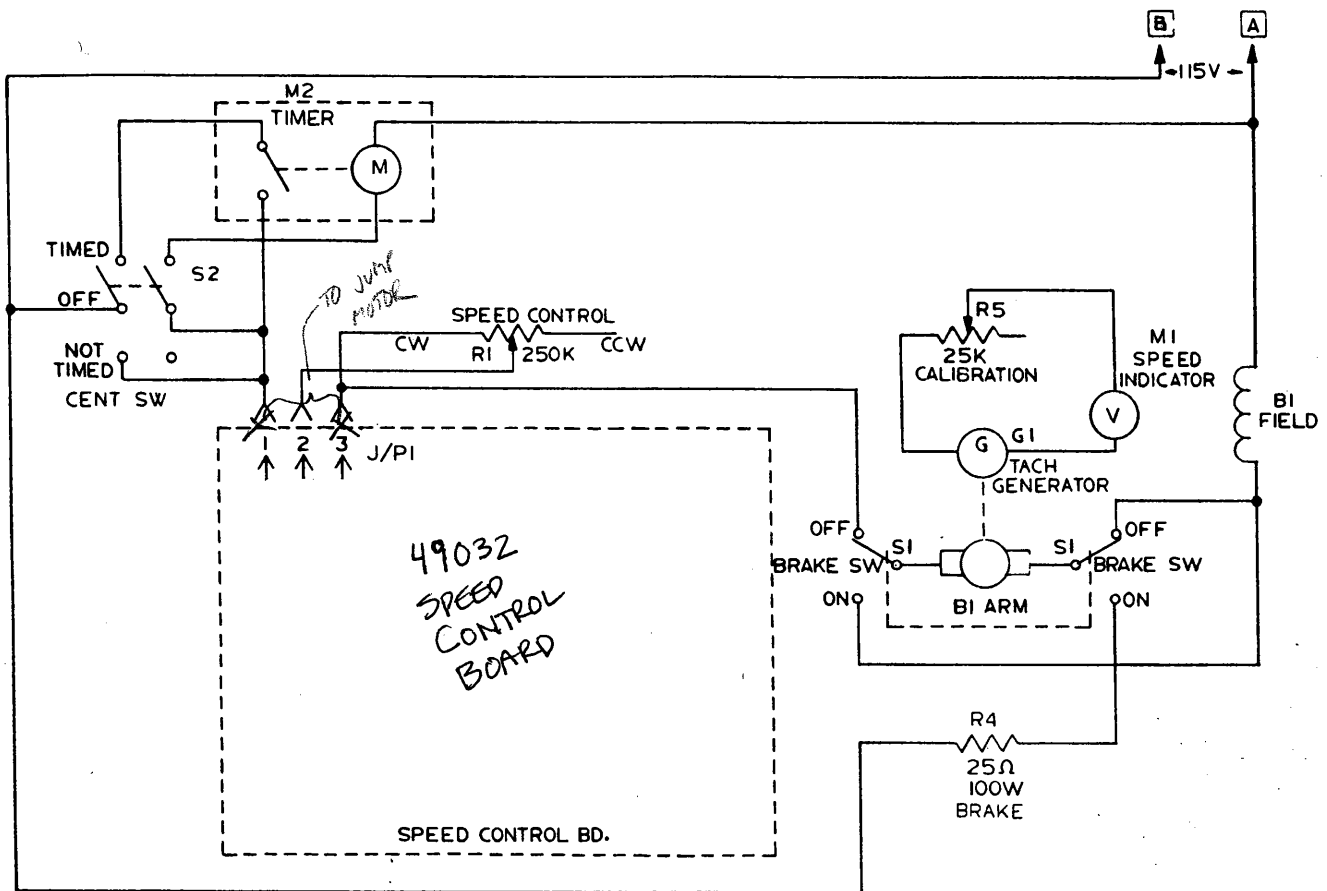 B
A
115V
M2
TIMER
M
TIMED
S2
OFF
TO JUMP
MOTOR
SPEED CONTROL
CW
R1
250K
CCW
NOT
TIMED
CENT SW
R5
25K
CALIBRATION
M1
SPEED
INDICATOR
V
B1
FIELD
G
G1
TACH
GENERATOR
1
2
3
J/P1
OFF
S1
BRAKE SW
ON
B1 ARM
S1
OFF
BRAKE SW
ON
49032
SPEED
CONTROL
BOARD
R4
25Ω
100W
BRAKE
SPEED CONTROL BD.